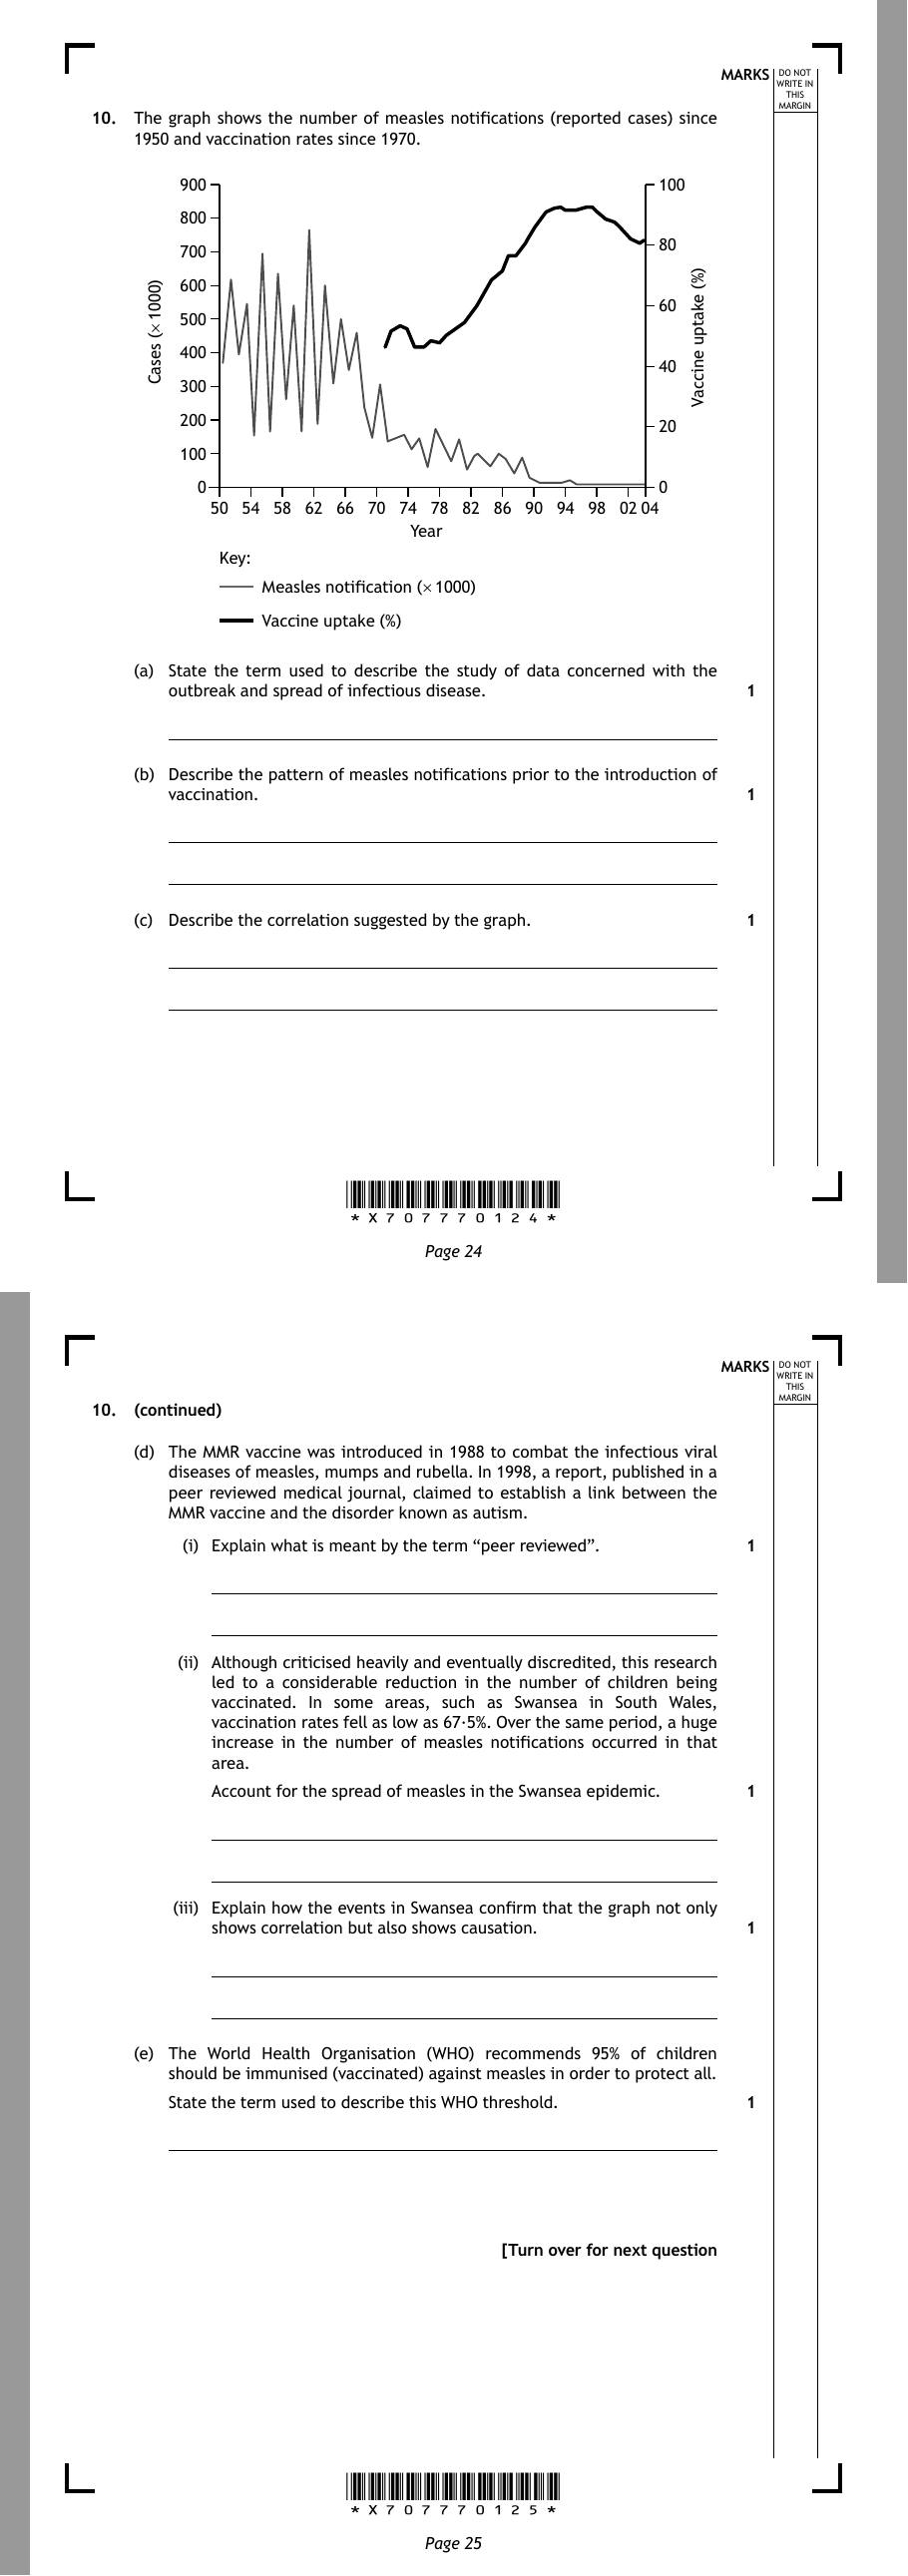 MARKS
DO NOT
WRITE IN
THIS
MARGIN
10. The graph shows the number of measles notifications (reported cases) since
1950 and vaccination rates since 1970.
900
800
700
600
500
400
300
200
100
0
Cases (× 1000)
100
80
60
40
20
0
Vaccine uptake (%)
50 54 58 62 66 70 74 78 82 86 90 94 98 02 04
Year
Key:
Measles notification (× 1000)
Vaccine uptake (%)
(a) State the term used to describe the study of data concerned with the
outbreak and spread of infectious disease. 1
(b) Describe the pattern of measles notifications prior to the introduction of
vaccination. 1
(c) Describe the correlation suggested by the graph. 1
* X 7 0 7 7 7 0 1 2 4 *
Page 24
MARKS
DO NOT
WRITE IN
THIS
MARGIN
10. (continued)
(d) The MMR vaccine was introduced in 1988 to combat the infectious viral
diseases of measles, mumps and rubella. In 1998, a report, published in a
peer reviewed medical journal, claimed to establish a link between the
MMR vaccine and the disorder known as autism.
(i) Explain what is meant by the term “peer reviewed”. 1
(ii) Although criticised heavily and eventually discredited, this research
led to a considerable reduction in the number of children being
vaccinated. In some areas, such as Swansea in South Wales,
vaccination rates fell as low as 67·5%. Over the same period, a huge
increase in the number of measles notifications occurred in that
area.
Account for the spread of measles in the Swansea epidemic. 1
(iii) Explain how the events in Swansea confirm that the graph not only
shows correlation but also shows causation. 1
(e) The World Health Organisation (WHO) recommends 95% of children
should be immunised (vaccinated) against measles in order to protect all.
State the term used to describe this WHO threshold. 1
[Turn over for next question
* X 7 0 7 7 7 0 1 2 5 *
Page 25